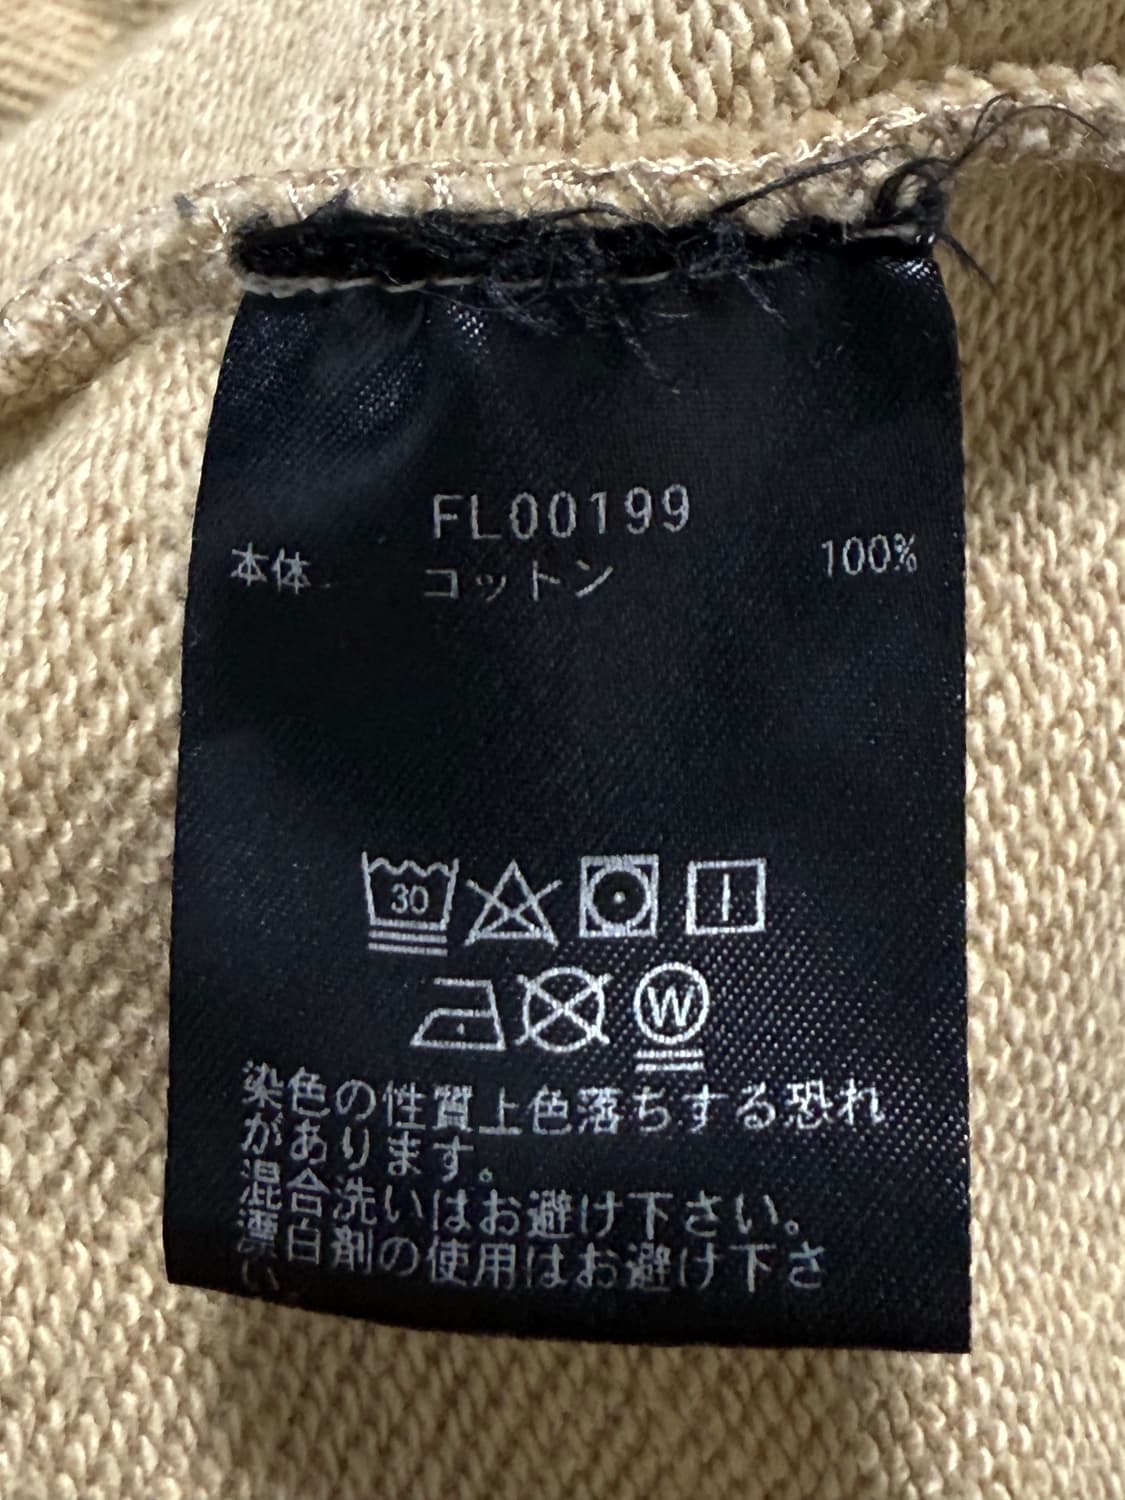 FL00199
本体 コットン 100%
30
W
染色の性質上色落ちする恐れ
があります。
混合洗いはお避け下さい。
漂白剤の使用はお避け下さ
い